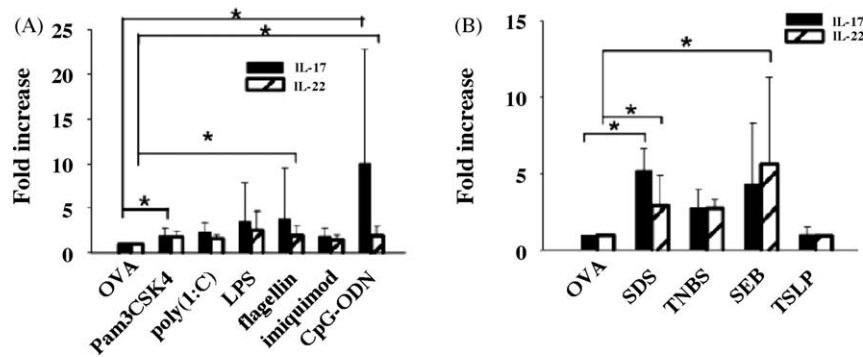 (A)
*
*
*
*
Fold increase
25
20
15
10
5
0
IL-17
IL-22
OVA
Pam3CSK4
poly(1:C)
LPS
flagellin
imiquimod
CpG-ODN
(B)
*
*
*
Fold increase
15
10
5
0
IL-17
IL-22
OVA
SDS
TNBS
SEB
TSLP